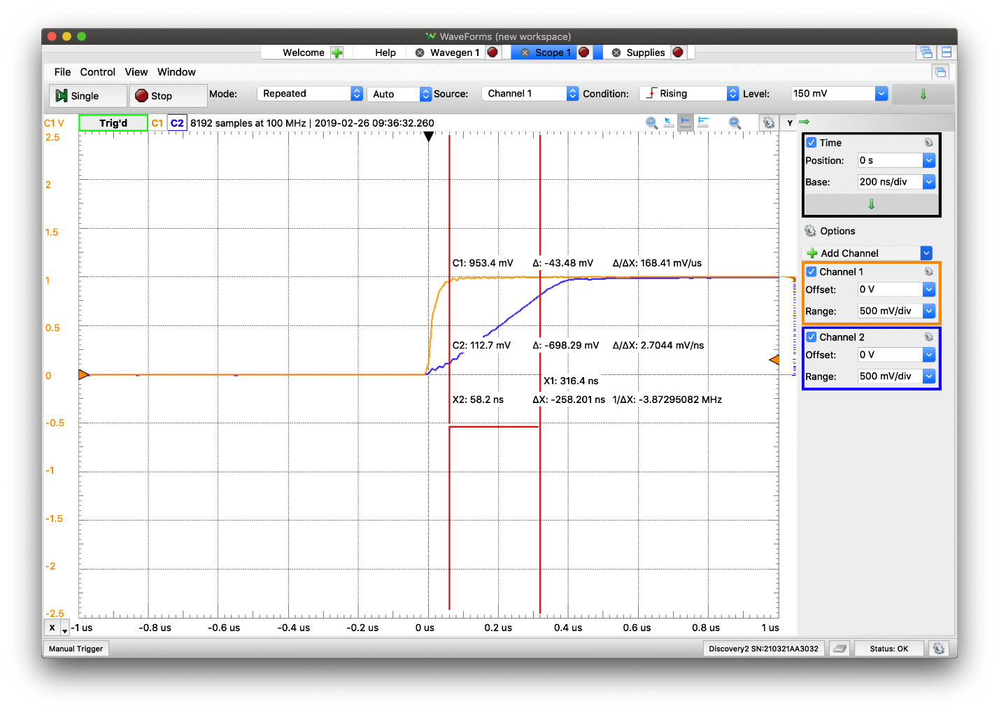 WaveForms (new workspace)
Welcome Help Wavegen 1 Scope 1 Supplies
File Control View Window
Single Stop Mode: Repeated Auto Source: Channel 1 Condition: Rising Level: 150 mV
C1 V Trig'd C1 C2 8192 samples at 100 MHz | 2019-02-26 09:36:32.260 Y
2.5
2
1.5
1
0.5
0
-0.5
-1
-1.5
-2
-2.5
C1: 953.4 mV Δ: -43.48 mV Δ/ΔX: 168.41 mV/us
C2: 112.7 mV Δ: -698.29 mV Δ/ΔX: 2.7044 mV/ns
X1: 316.4 ns
X2: 58.2 ns ΔX: -258.201 ns 1/ΔX: -3.87295082 MHz
X -1 us -0.8 us -0.6 us -0.4 us -0.2 us 0 us 0.2 us 0.4 us 0.6 us 0.8 us 1 us
Time
Position: 0 s
Base: 200 ns/div
Options
Add Channel
Channel 1
Offset: 0 V
Range: 500 mV/div
Channel 2
Offset: 0 V
Range: 500 mV/div
Manual Trigger Discovery2 SN:210321AA3032 Status: OK